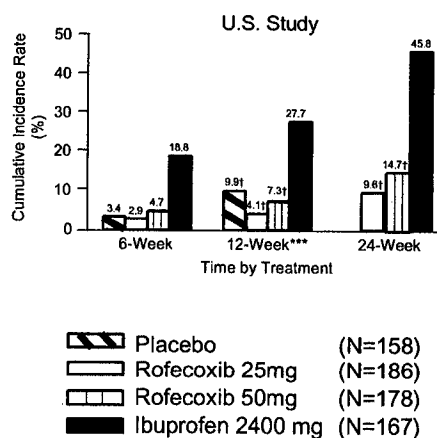 U.S. Study
Cumulative Incidence Rate
(%)
50
40
30
20
10
0
3.4
2.9
4.7
18.8
9.9†
4.1†
7.3†
27.7
9.6†
14.7†
45.8
6-Week
12-Week***
24-Week
Time by Treatment
Placebo (N=158)
Rofecoxib 25mg (N=186)
Rofecoxib 50mg (N=178)
Ibuprofen 2400 mg (N=167)